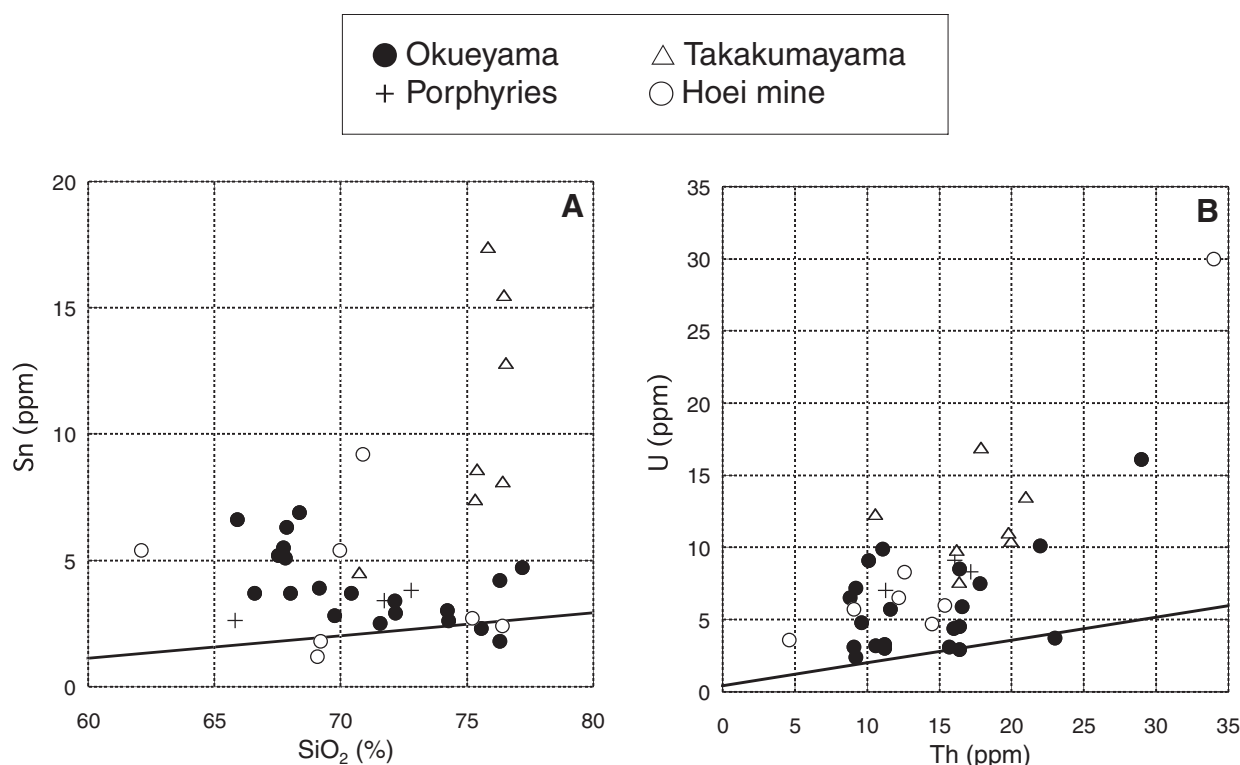 Okueyama Takakumayama
Porphyries Hoei mine
A
20
15
10
5
0
Sn (ppm)
60 65 70 75 80
SiO₂ (%)
B
35
30
25
20
15
10
5
0
U (ppm)
0 5 10 15 20 25 30 35
Th (ppm)